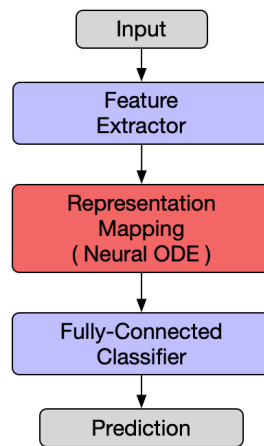 Input
Feature
Extractor
Representation
Mapping
( Neural ODE )
Fully-Connected
Classifier
Prediction